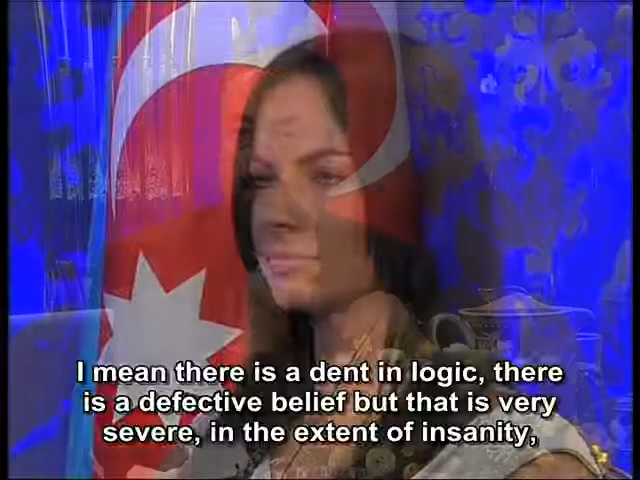 I mean there is a dent in logic, there
is a defective belief but that is very
severe, in the extent of insanity,